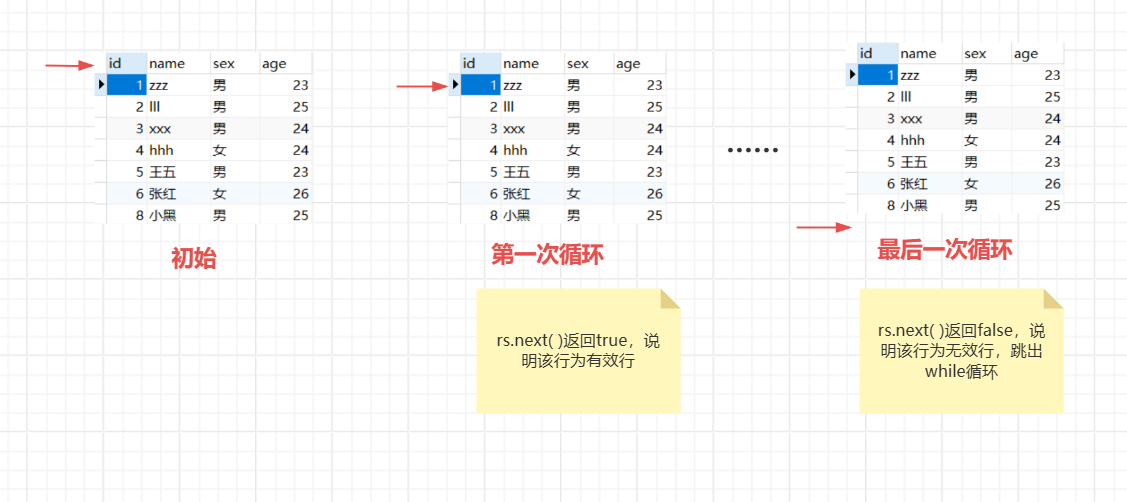 id name sex age
1 zzz 男 23
2 lll 男 25
3 xxx 男 24
4 hhh 女 24
5 王五 男 23
6 张红 女 26
8 小黑 男 25
初始
id name sex age
1 zzz 男 23
2 lll 男 25
3 xxx 男 24
4 hhh 女 24
5 王五 男 23
6 张红 女 26
8 小黑 男 25
第一次循环
rs.next( )返回true，说
明该行为有效行
......
id name sex age
1 zzz 男 23
2 lll 男 25
3 xxx 男 24
4 hhh 女 24
5 王五 男 23
6 张红 女 26
8 小黑 男 25
最后一次循环
rs.next( )返回false，说
明该行为无效行，跳出
while循环